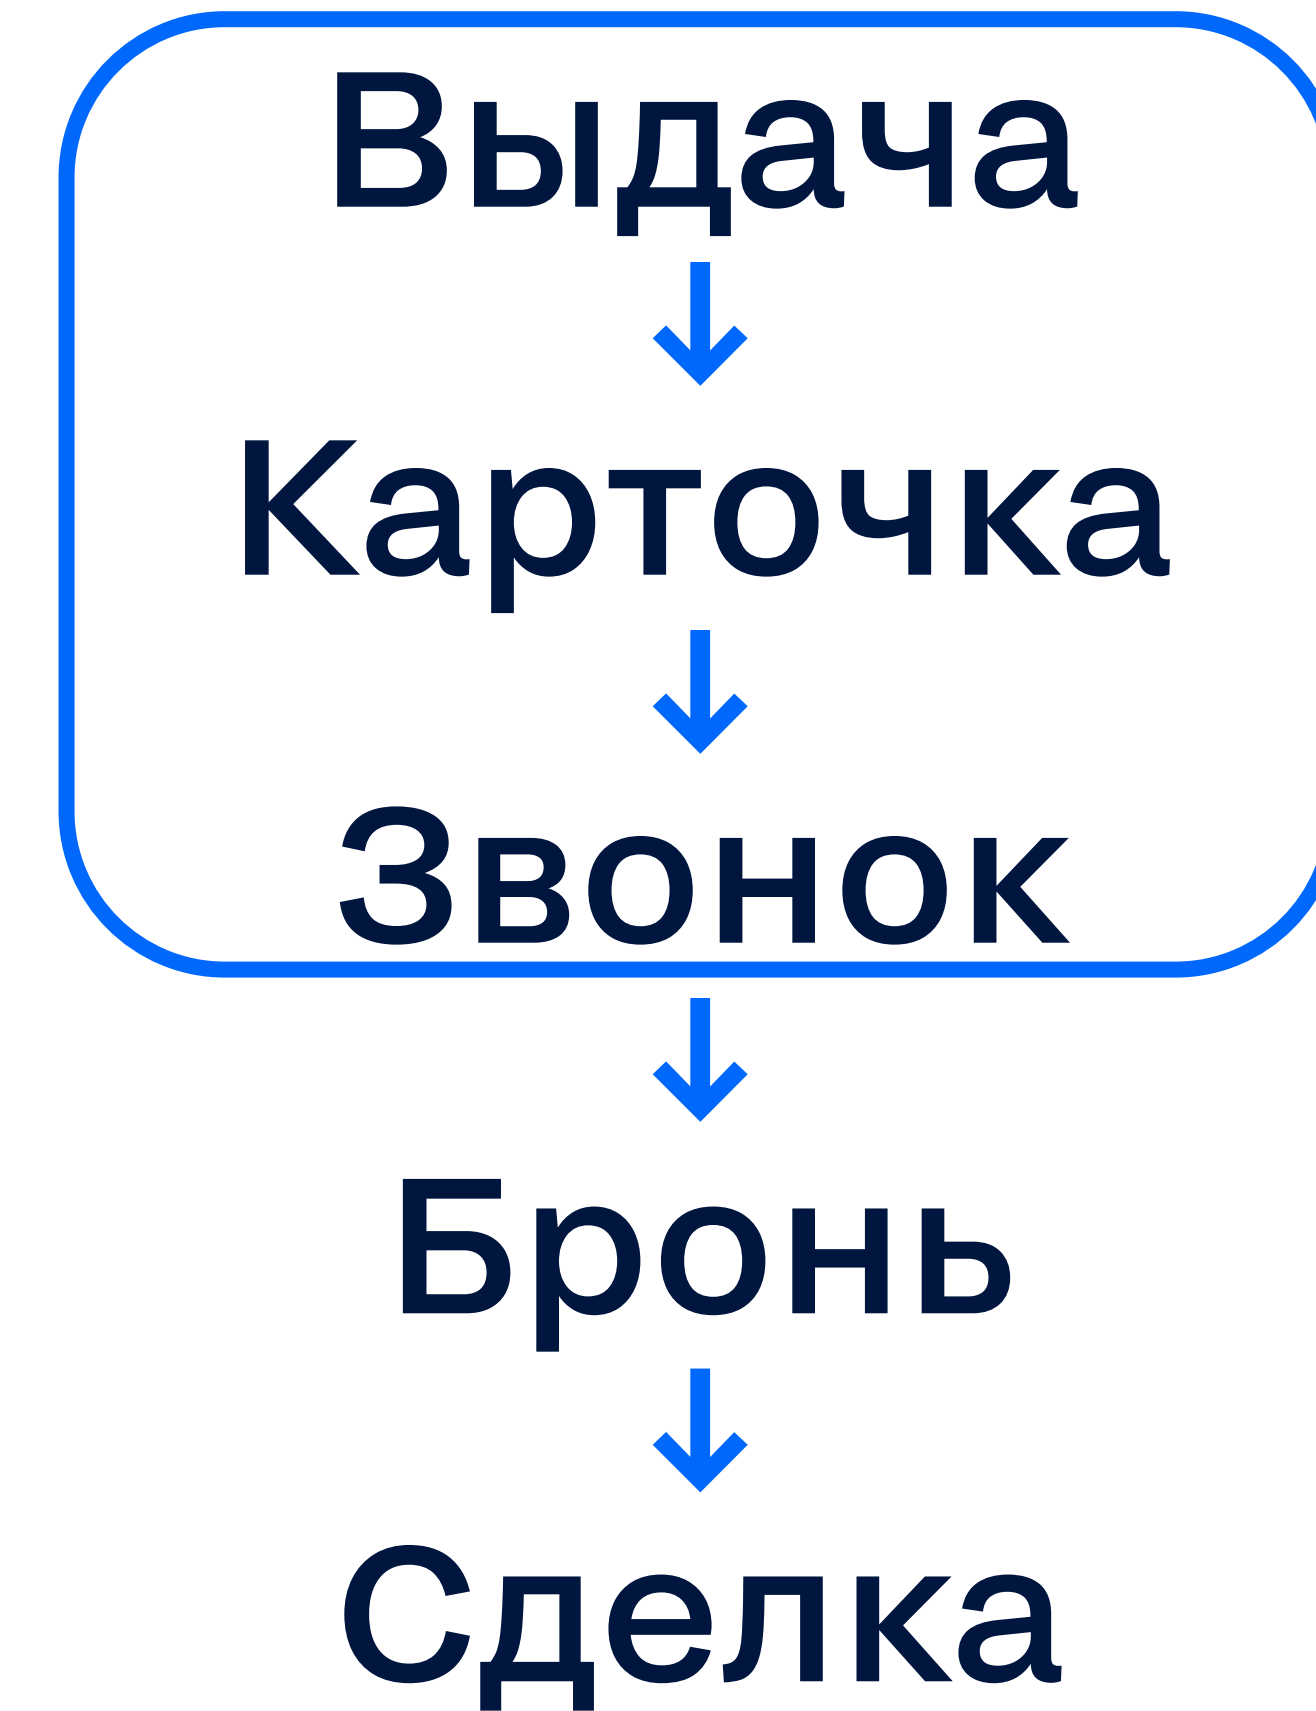 Выдача
Карточка
Звонок
Бронь
Сделка